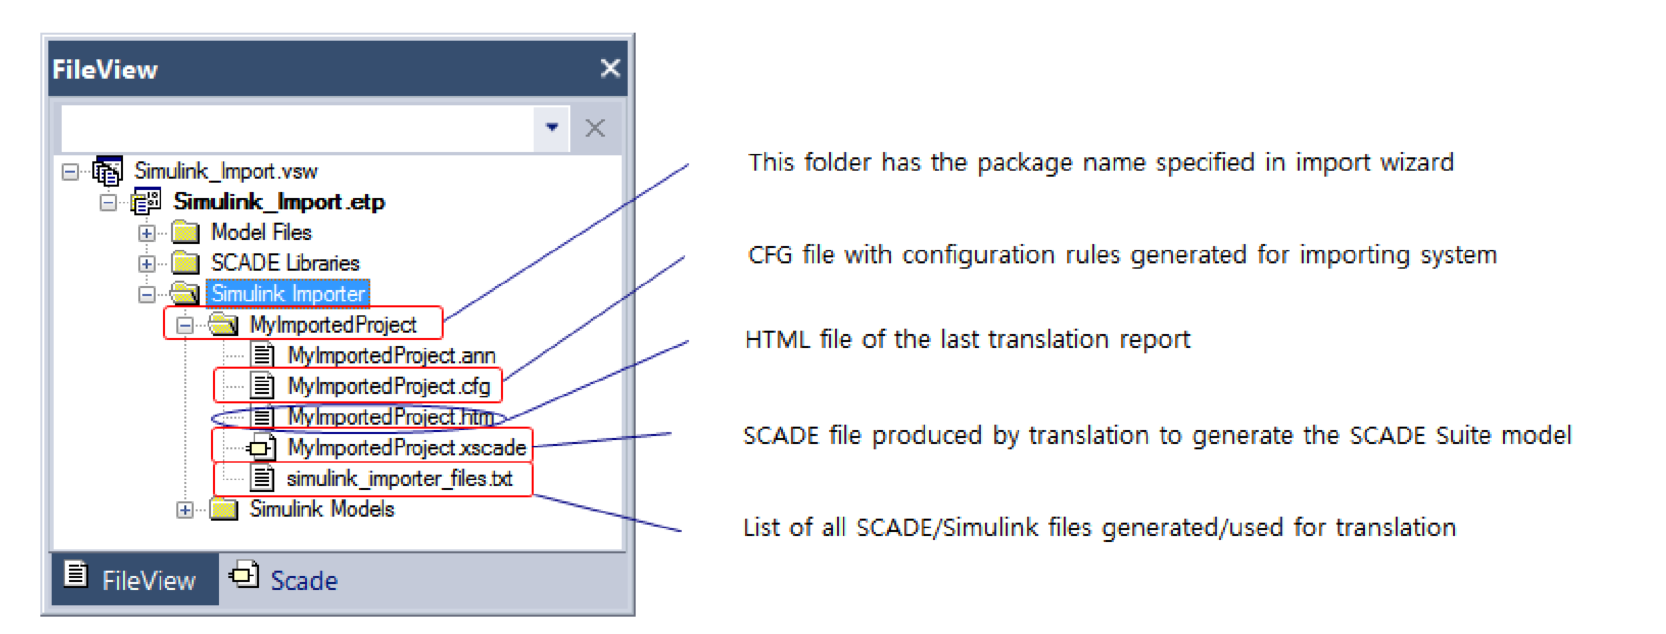 FileView
Simulink_Import.vsw
Simulink_Import.etp
Model Files
SCADE Libraries
Simulink Importer
MyImportedProject
MyImportedProject.ann
MyImportedProject.cfg
MyImportedProject.htm
MyImportedProject.xscade
simulink_importer_files.txt
Simulink Models
FileView
Scade
This folder has the package name specified in import wizard
CFG file with configuration rules generated for importing system
HTML file of the last translation report
SCADE file produced by translation to generate the SCADE Suite model
List of all SCADE/Simulink files generated/used for translation